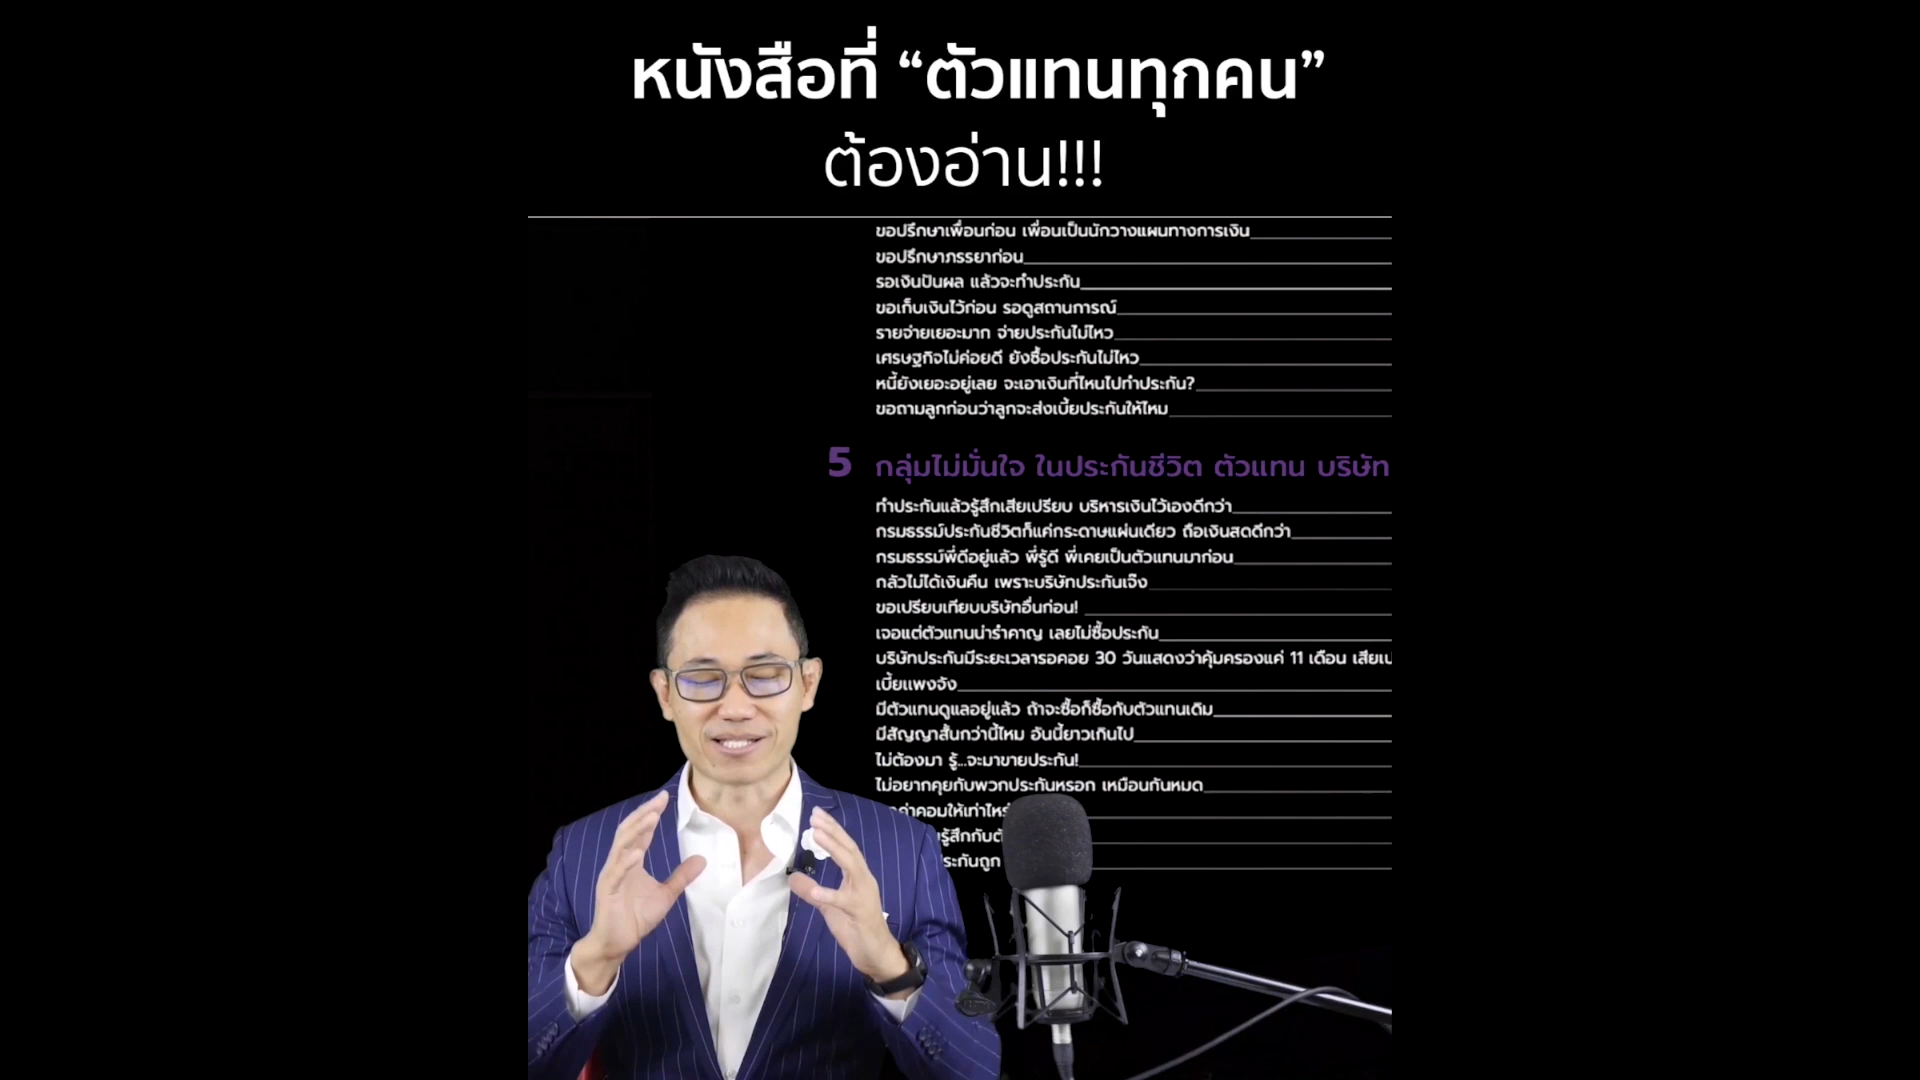 หนังสือที่ “ตัวแทนทุกคน”
ต้องอ่าน!!!
ขอปรึกษาเพื่อนก่อน เพื่อนเป็นนักวางแผนทางการเงิน
ขอปรึกษาภรรยาก่อน
รอเงินปันผล แล้วจะทำประกัน
ขอเก็บเงินไว้ก่อน รอดูสถานการณ์
รายจ่ายเยอะมาก จ่ายประกันไม่ไหว
เศรษฐกิจไม่ค่อยดี ยังซื้อประกันไม่ไหว
หนี้ยังเยอะอยู่เลย จะเอาเงินที่ไหนไปทำประกัน?
ขอถามลูกก่อนว่าลูกจะส่งเบี้ยประกันให้ไหม
5 กลุ่มไม่มั่นใจ ในประกันชีวิต ตัวแทน บริษัท
ทำประกันแล้วรู้สึกเสียเปรียบ บริหารเงินไว้เองดีกว่า
กรมธรรม์ประกันชีวิตก็แค่กระดาษแผ่นเดียว ถือเงินสดดีกว่า
กรมธรรม์พี่ดีอยู่แล้ว พี่รู้ดี พี่เคยเป็นตัวแทนมาก่อน
กลัวไม่ได้เงินคืน เพราะบริษัทประกันเจ๊ง
ขอเปรียบเทียบบริษัทอื่นก่อน!
เจอแต่ตัวแทนน่ารำคาญ เลยไม่ซื้อประกัน
บริษัทประกันมีระยะเวลารอคอย 30 วันแสดงว่าคุ้มครองแค่ 11 เดือน
เบี้ยแพงจัง
มีตัวแทนดูแลอยู่แล้ว ถ้าจะซื้อก็ซื้อกับตัวแทนเดิม
มีสัญญาสั้นกว่านี้ไหม อันนี้ยาวเกินไป
ไม่ต้องมา รู้...จะมาขายประกัน!
ไม่อยากคุยกับพวกประกันหรอก เหมือนกันหมด
ค่าคอมให้เท่าไหร่
รู้สึกกับ
ประกันถูก